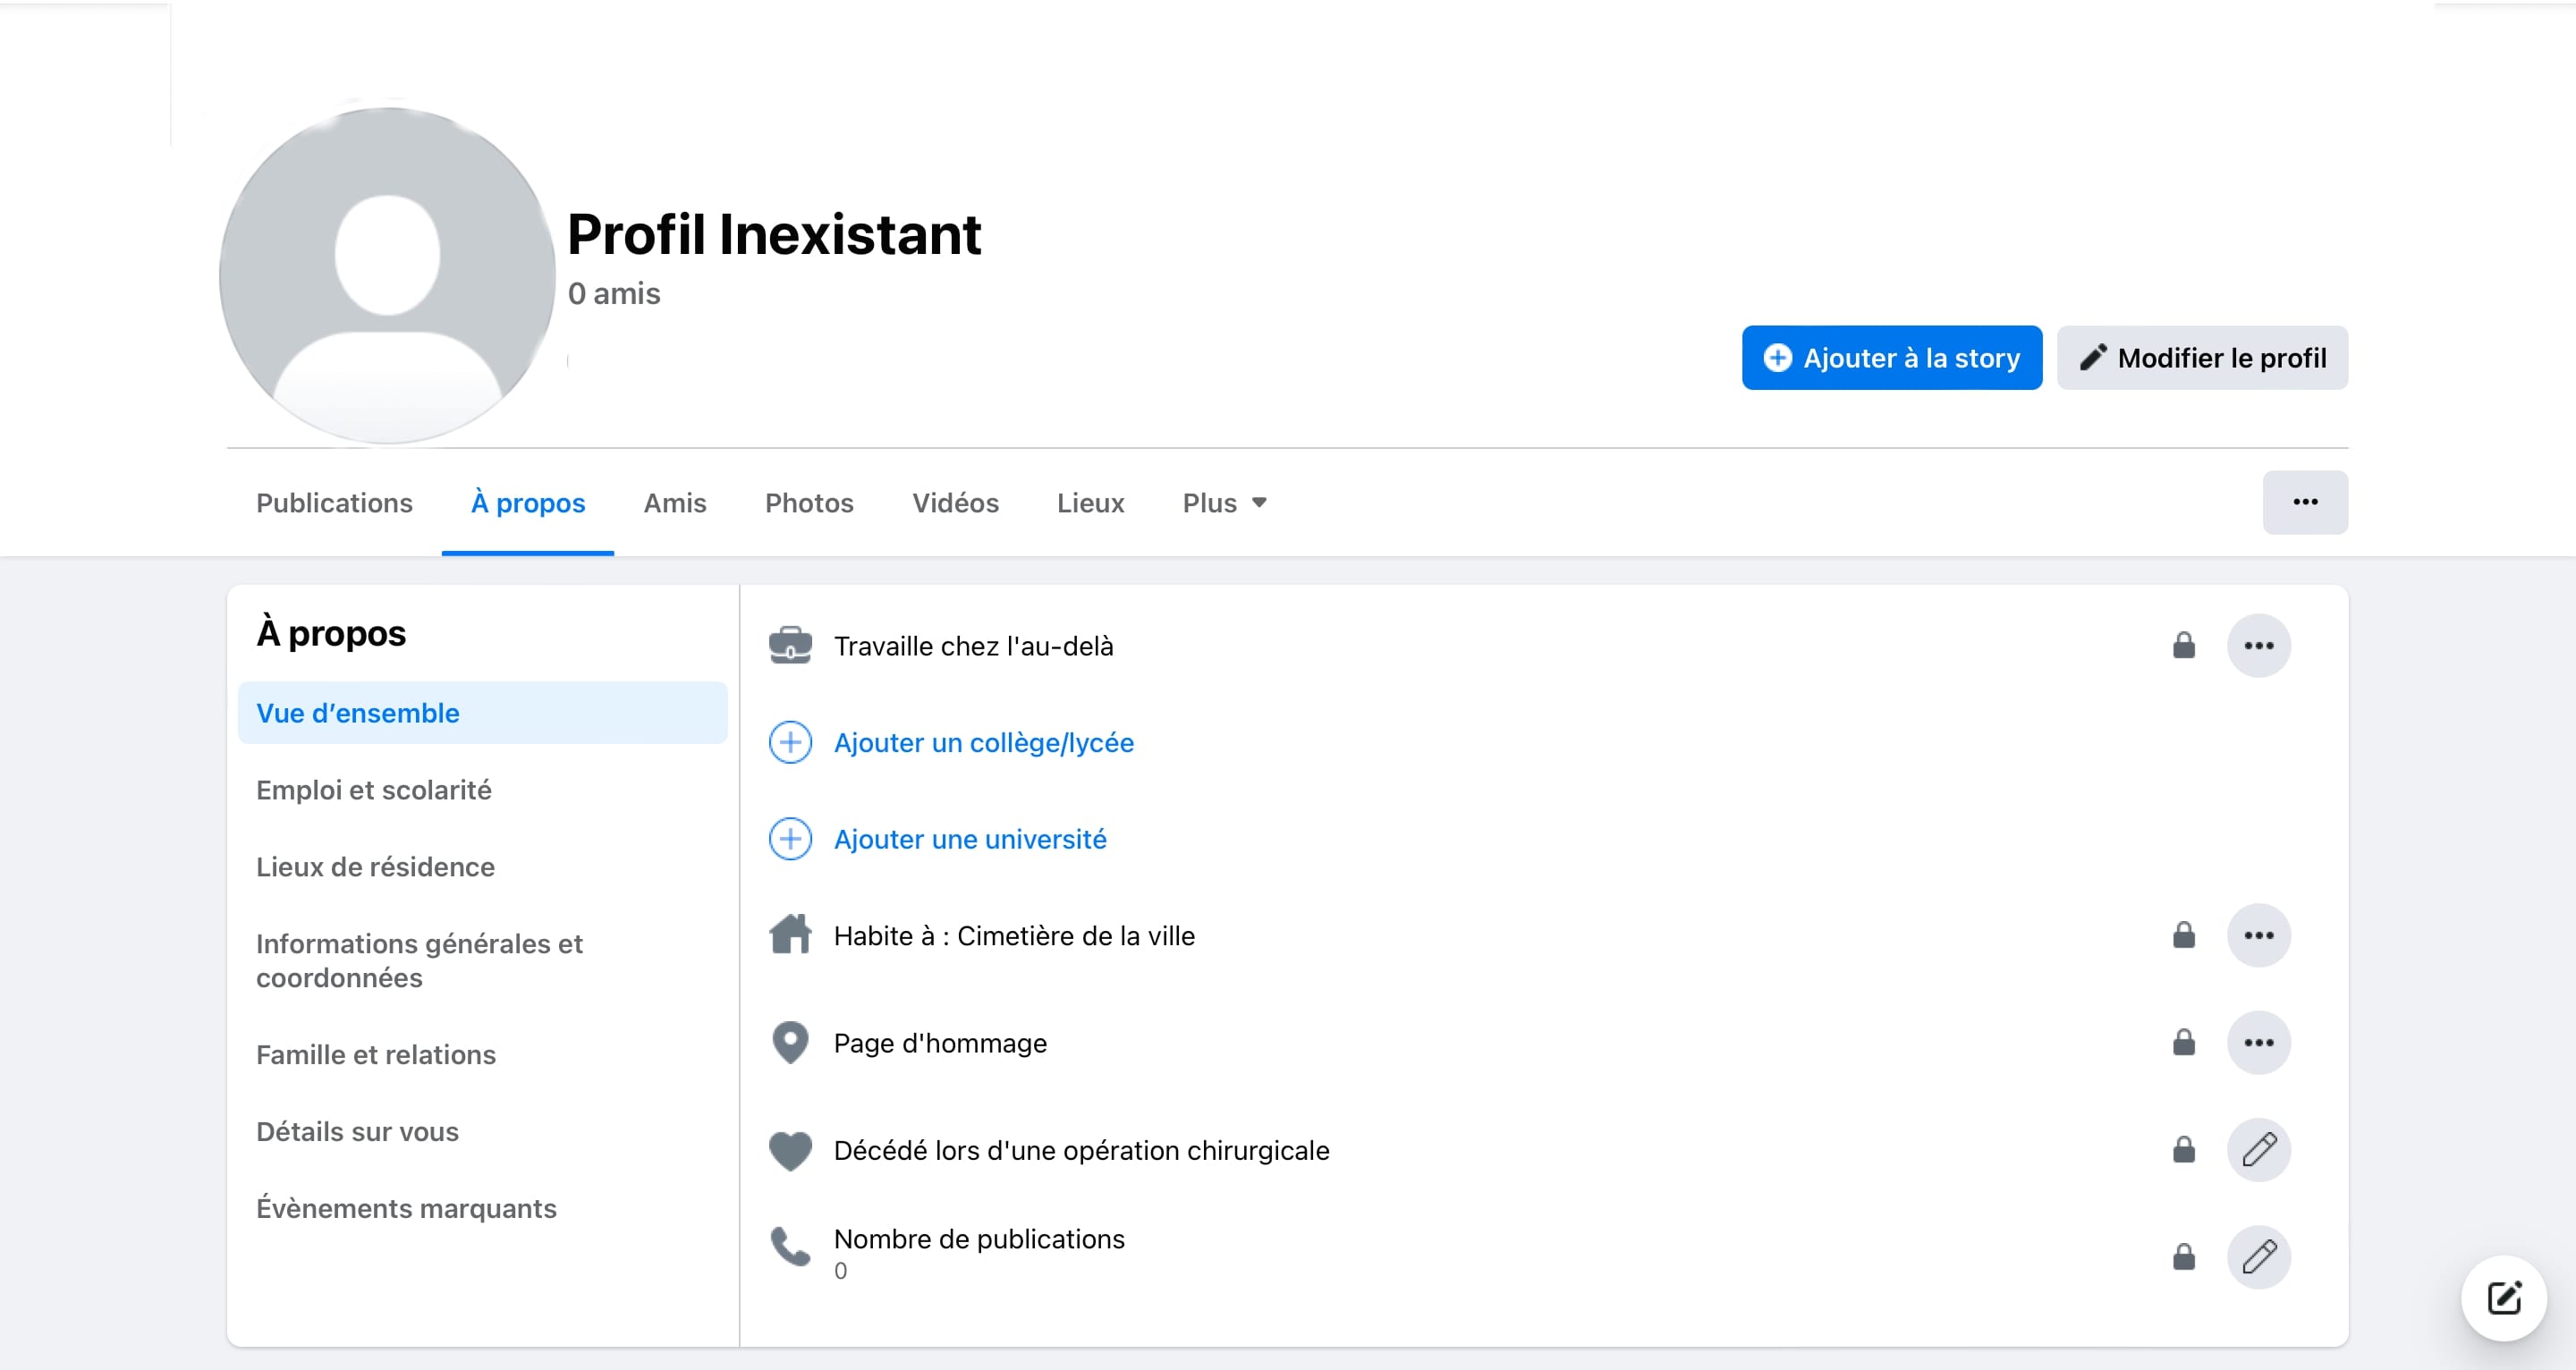 Profil Inexistant
0 amis
Ajouter à la story
Modifier le profil
Publications
À propos
Amis
Photos
Vidéos
Lieux
Plus
À propos
Vue d’ensemble
Emploi et scolarité
Lieux de résidence
Informations générales et
coordonnées
Famille et relations
Détails sur vous
Évènements marquants
Travaille chez l'au-delà
Ajouter un collège/lycée
Ajouter une université
Habite à : Cimetière de la ville
Page d'hommage
Décédé lors d'une opération chirurgicale
Nombre de publications
0